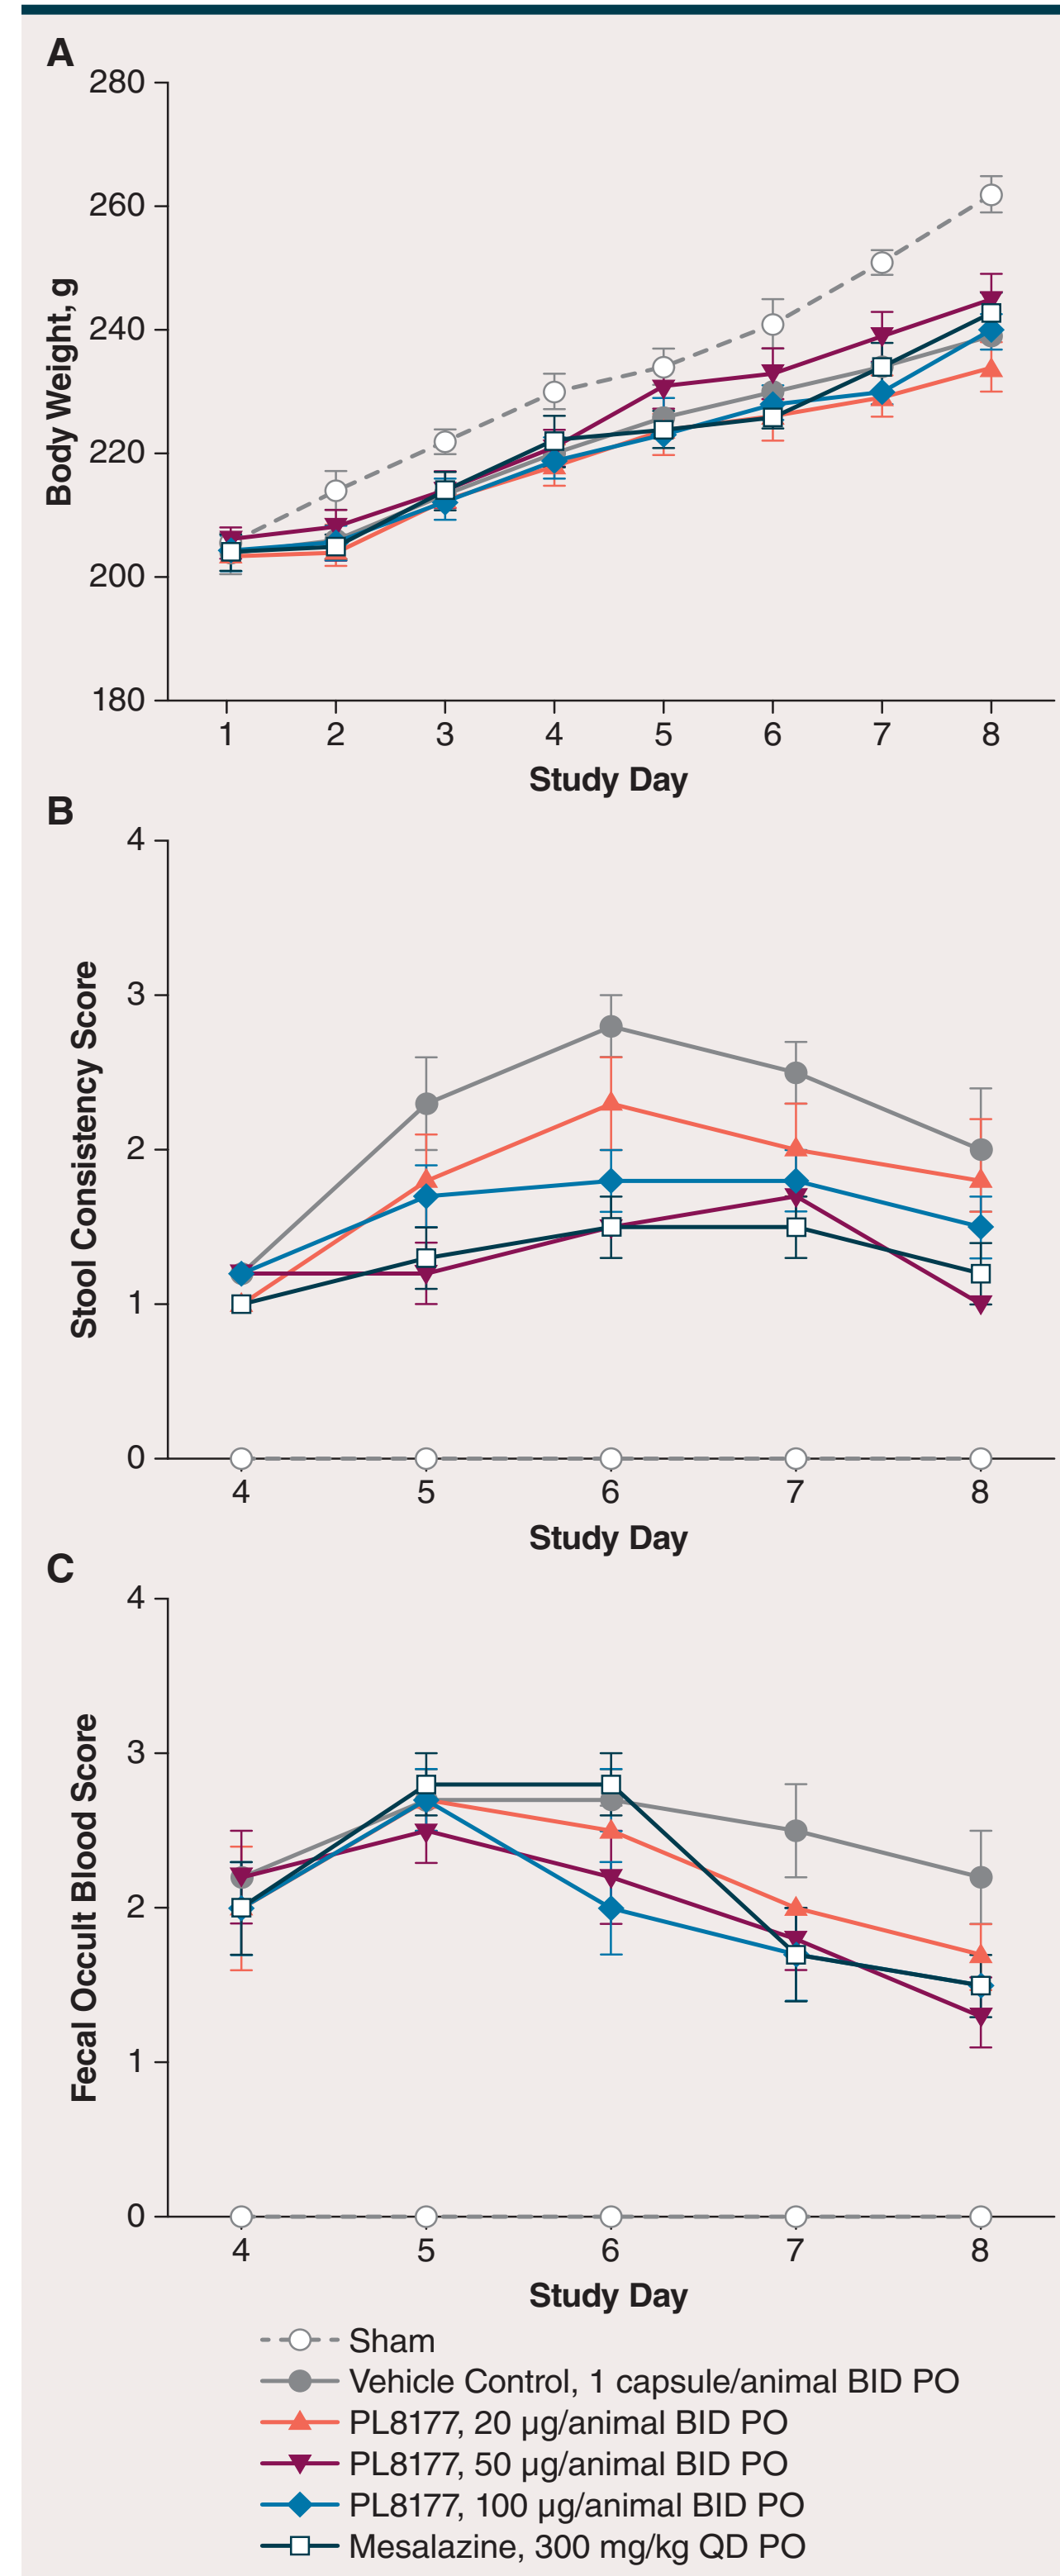 A
280
260
240
220
200
180
Body Weight, g
1 2 3 4 5 6 7 8
Study Day
B
4
3
2
1
0
Stool Consistency Score
4 5 6 7 8
Study Day
C
4
3
2
1
0
Fecal Occult Blood Score
4 5 6 7 8
Study Day
Sham
Vehicle Control, 1 capsule/animal BID PO
PL8177, 20 µg/animal BID PO
PL8177, 50 µg/animal BID PO
PL8177, 100 µg/animal BID PO
Mesalazine, 300 mg/kg QD PO